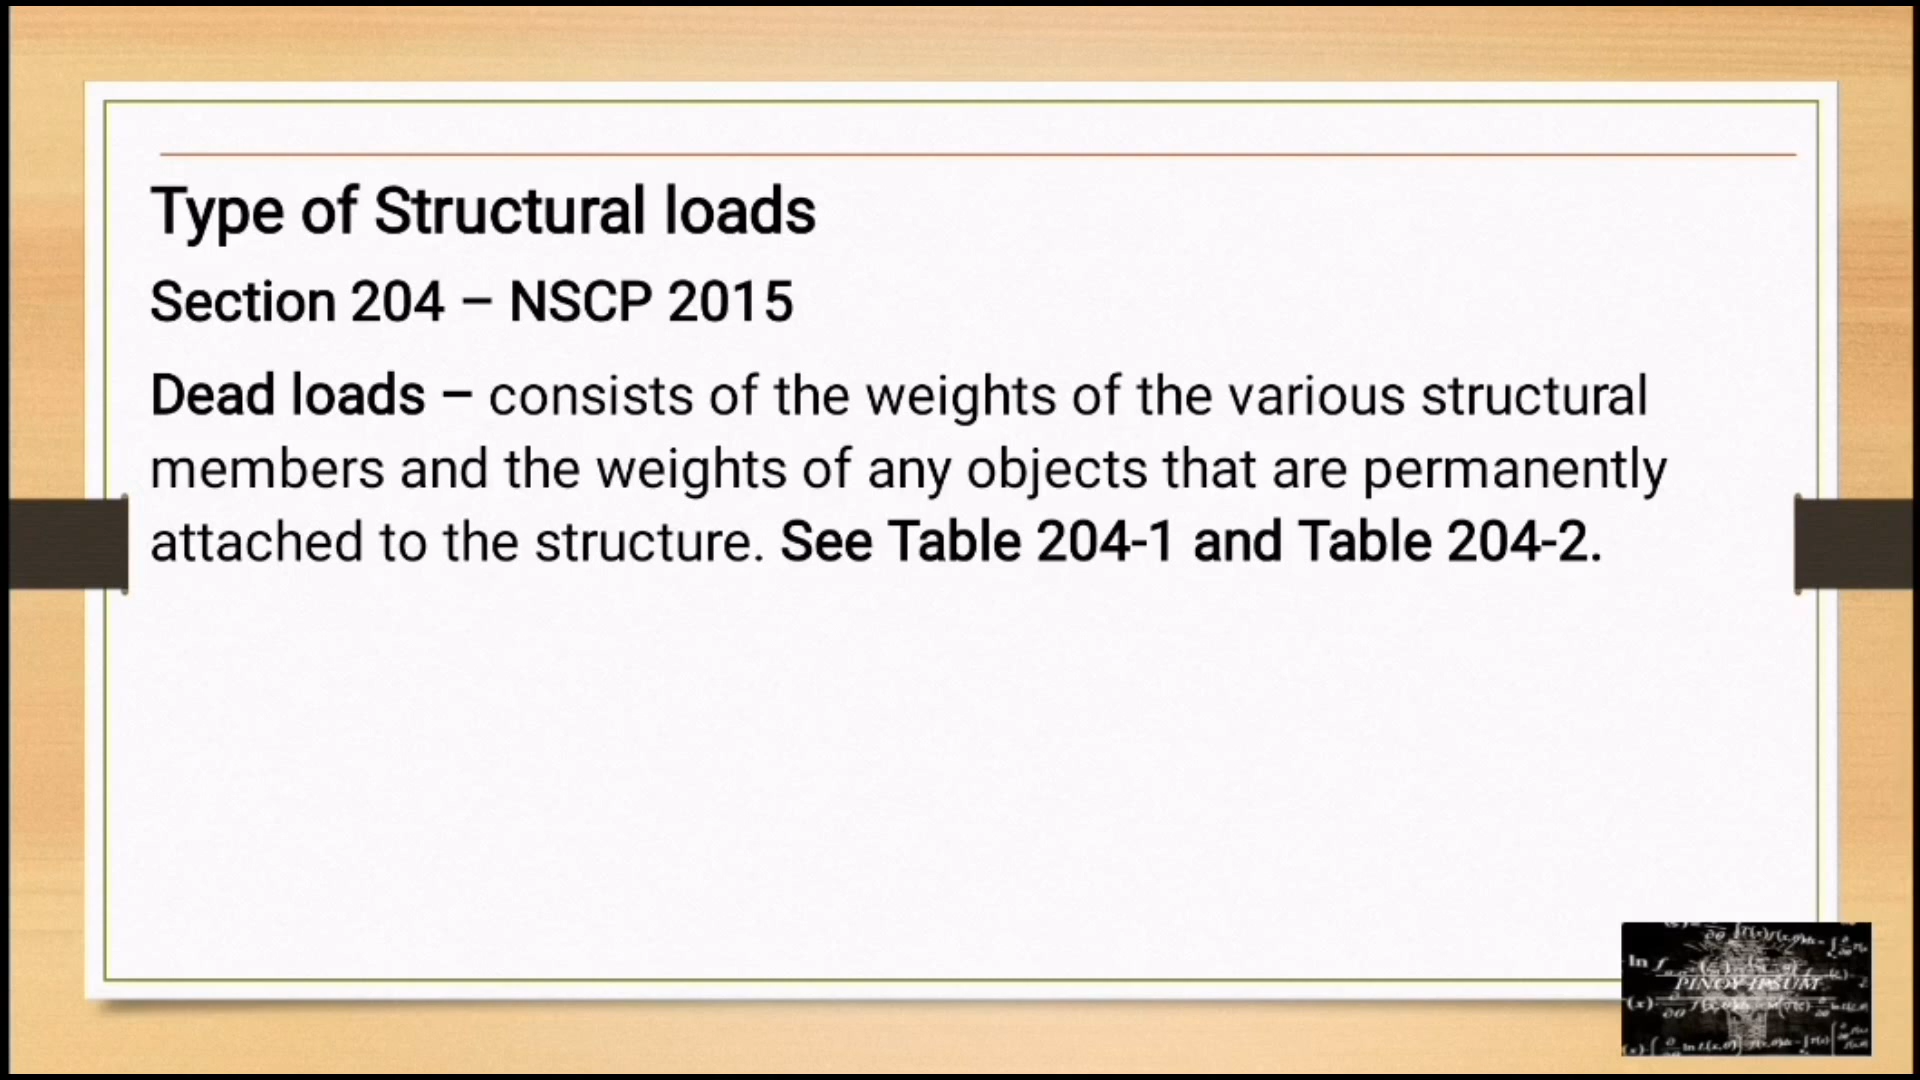 Type of Structural loads
Section 204 – NSCP 2015
Dead loads – consists of the weights of the various structural
members and the weights of any objects that are permanently
attached to the structure. See Table 204-1 and Table 204-2.
PINOY IPSUM